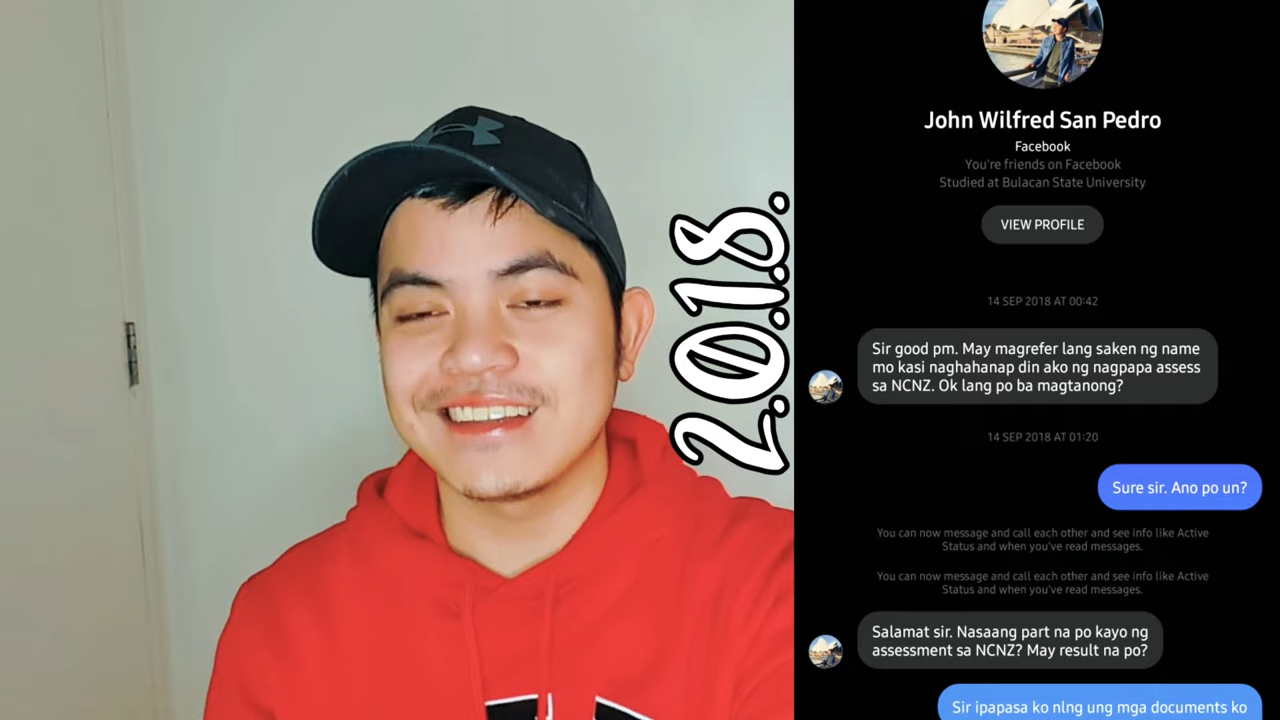 2.0.1.8.
John Wilfred San Pedro
Facebook
You're friends on Facebook
Studied at Bulacan State University
VIEW PROFILE
14 SEP 2018 AT 00:42
Sir good pm. May magrefer lang saken ng name
mo kasi naghahanap din ako ng nagpapa assess
sa NCNZ. Ok lang po ba magtanong?
14 SEP 2018 AT 01:20
Sure sir. Ano po un?
You can now message and call each other and see info like Active
Status and when you've read messages.
You can now message and call each other and see info like Active
Status and when you've read messages.
Salamat sir. Nasaang part na po kayo ng
assessment sa NCNZ? May result na po?
Sir ipapasa ko nlng ung mga documents ko